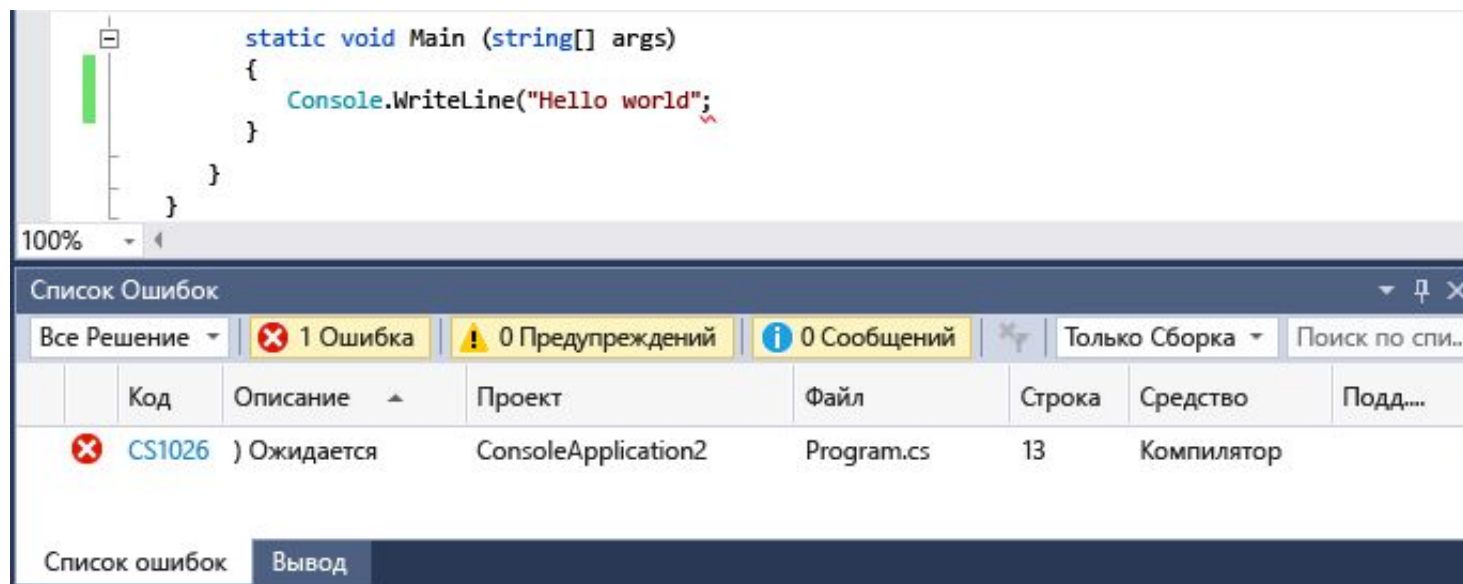 static void Main (string[] args)
{
Console.WriteLine("Hello world";
}
}
}
100%
Список Ошибок
Все Решение 1 Ошибка 0 Предупреждений 0 Сообщений Только Сборка Поиск по спи...
Код Описание Проект Файл Строка Средство Подд....
CS1026 ) Ожидается ConsoleApplication2 Program.cs 13 Компилятор
Список ошибок Вывод